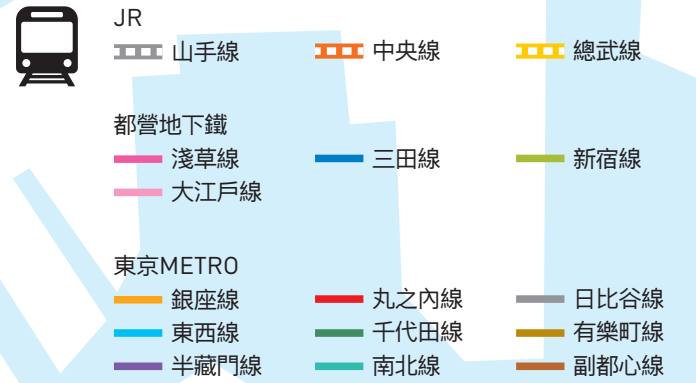 JR
山手線 中央線 總武線
都營地下鐵
淺草線 三田線 新宿線
大江戶線
東京METRO
銀座線 丸之內線 日比谷線
東西線 千代田線 有樂町線
半藏門線 南北線 副都心線